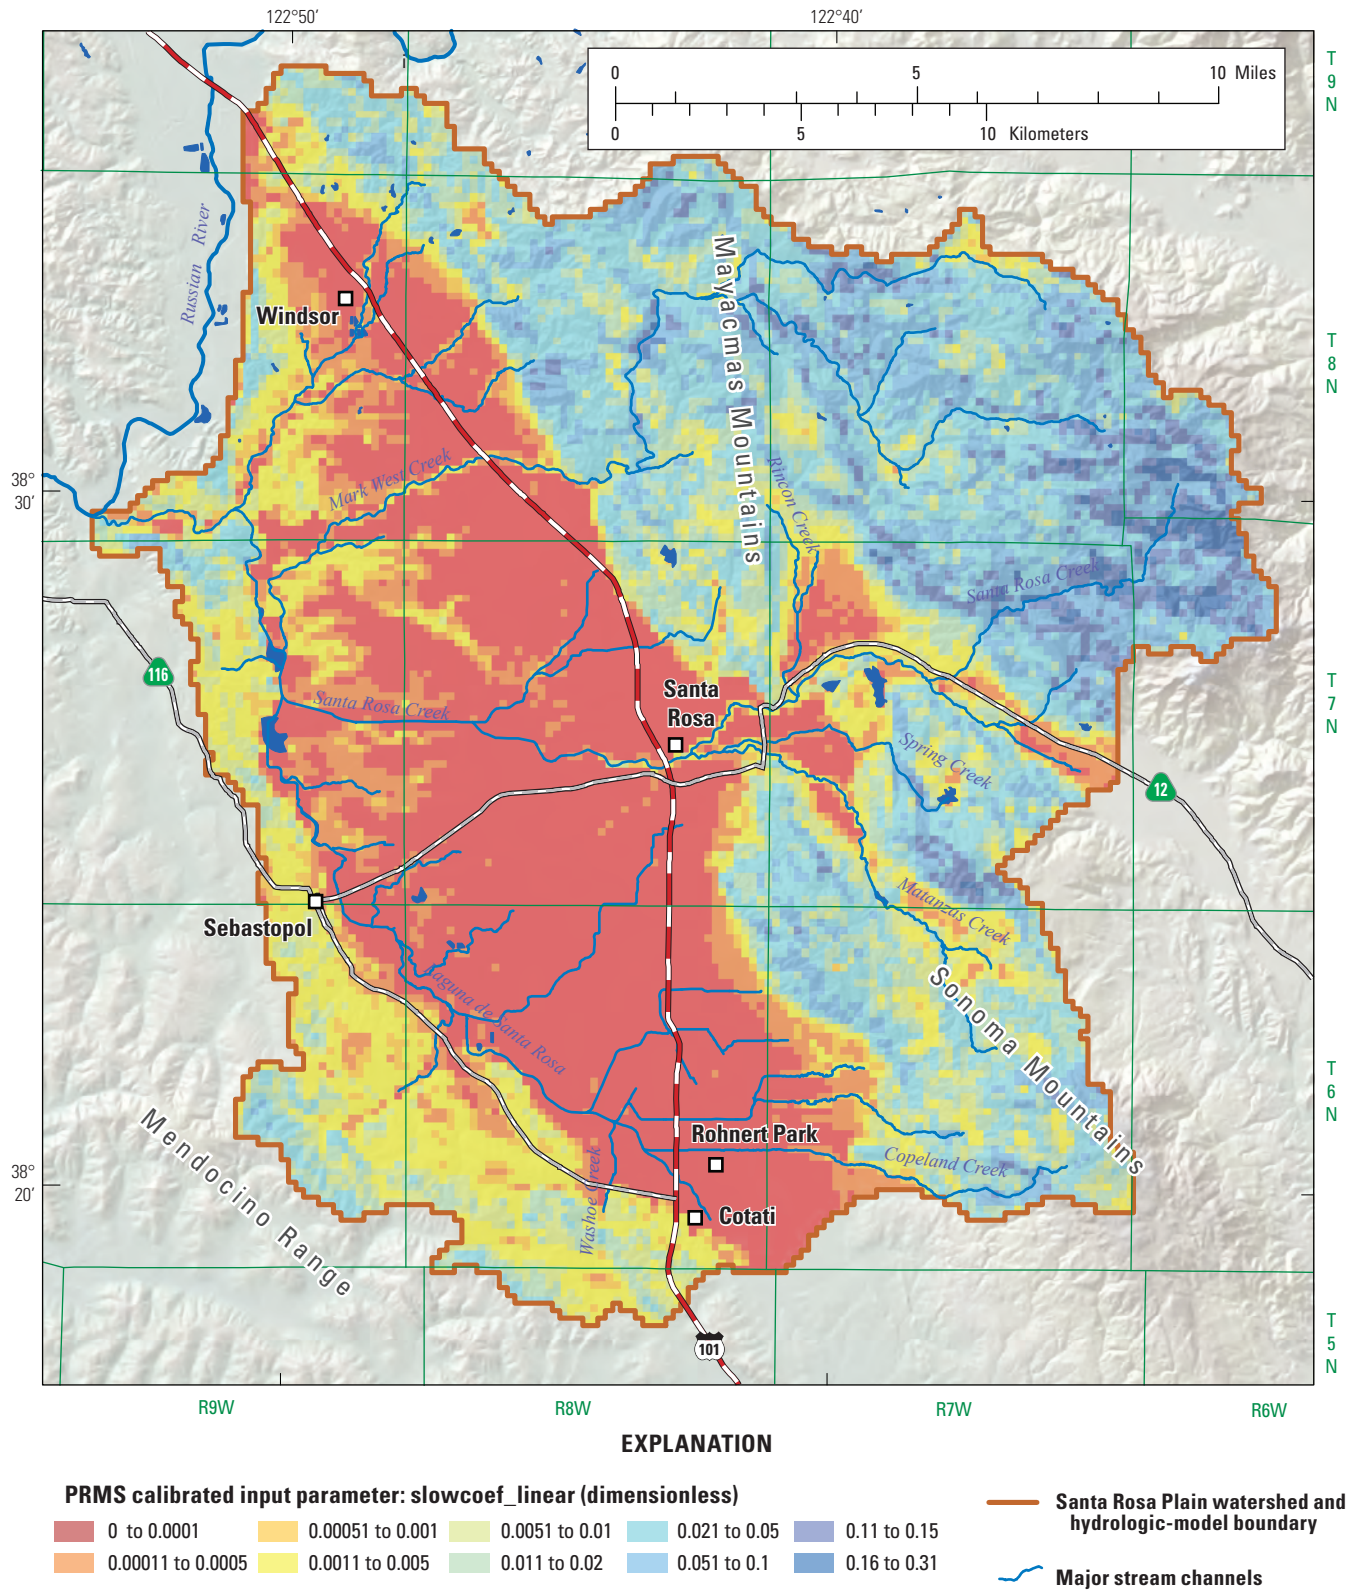 122°50′
122°40′
T
9
N
0
5
10 Miles
0
5
10 Kilometers
i
Russian River
Windsor
Mayacmas Mountains
T
8
N
38°
30′
Mark West Creek
Rincon Creek
Santa Rosa Creek
116
Santa Rosa Creek
Santa
Rosa
T
7
N
Spring Creek
12
Matanzas Creek
Sebastopol
Laguna de Santa Rosa
Sonoma Mountains
T
6
N
Mendocino Range
Rohnert Park
Copeland Creek
38°
20′
Washoe Creek
Cotati
T
5
N
101
R9W
R8W
R7W
R6W
EXPLANATION
PRMS calibrated input parameter: slowcoef_linear (dimensionless)
0 to 0.0001
0.00011 to 0.0005
0.00051 to 0.001
0.0011 to 0.005
0.0051 to 0.01
0.011 to 0.02
0.021 to 0.05
0.051 to 0.1
0.11 to 0.15
0.16 to 0.31
Santa Rosa Plain watershed and
hydrologic-model boundary
Major stream channels